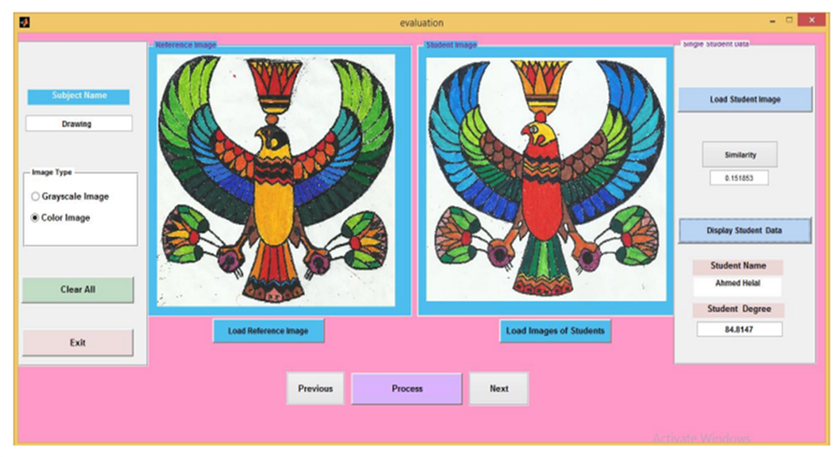 evaluation
Reference Image
Student Image
Single Student Data
Subject Name
Drawing
Image Type
Grayscale Image
Color Image
Clear All
Exit
Load Reference Image
Load Images of Students
Previous
Process
Next
Load Student Image
Similarity
0.151853
Display Student Data
Student Name
Ahmed Helal
Student Degree
84.8147
Activate Windows